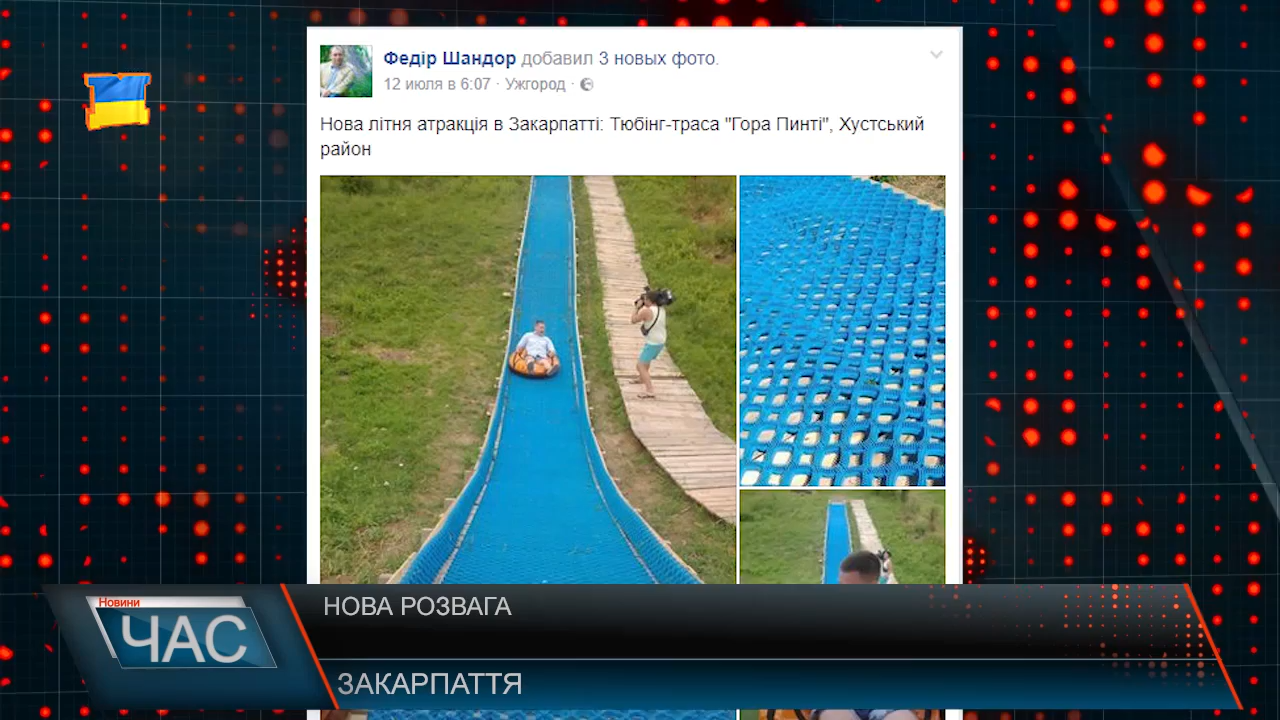 Федір Шандор добавил 3 новых фото.
12 июля в 6:07 · Ужгород ·
Нова літня атракція в Закарпатті: Тюбінг-траса "Гора Пинті", Хустський
район
НОВА РОЗВАГА
Новини
ЧАС
ЗАКАРПАТТЯ